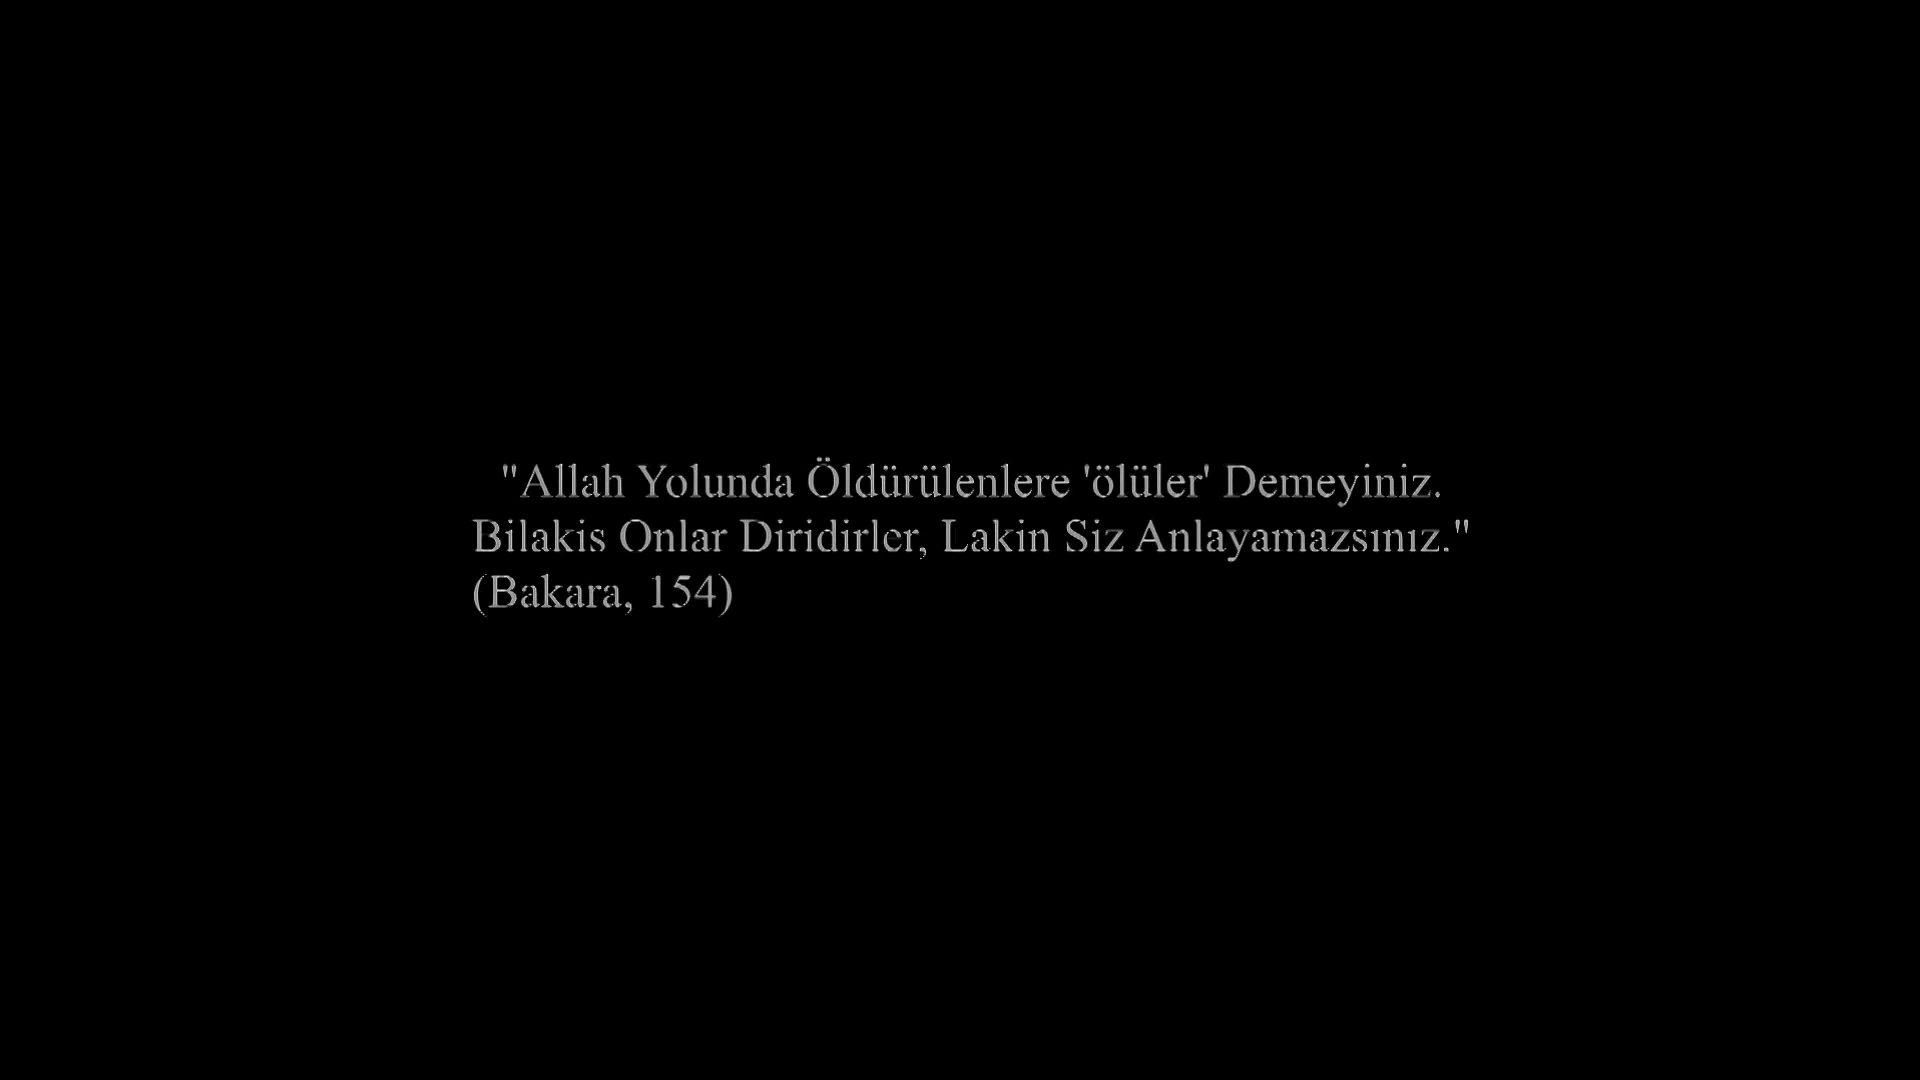 "Allah Yolunda Öldürülenlere 'ölüler' Demeyiniz.
Bilakis Onlar Diridirler, Lakin Siz Anlayamazsınız."
(Bakara, 154)